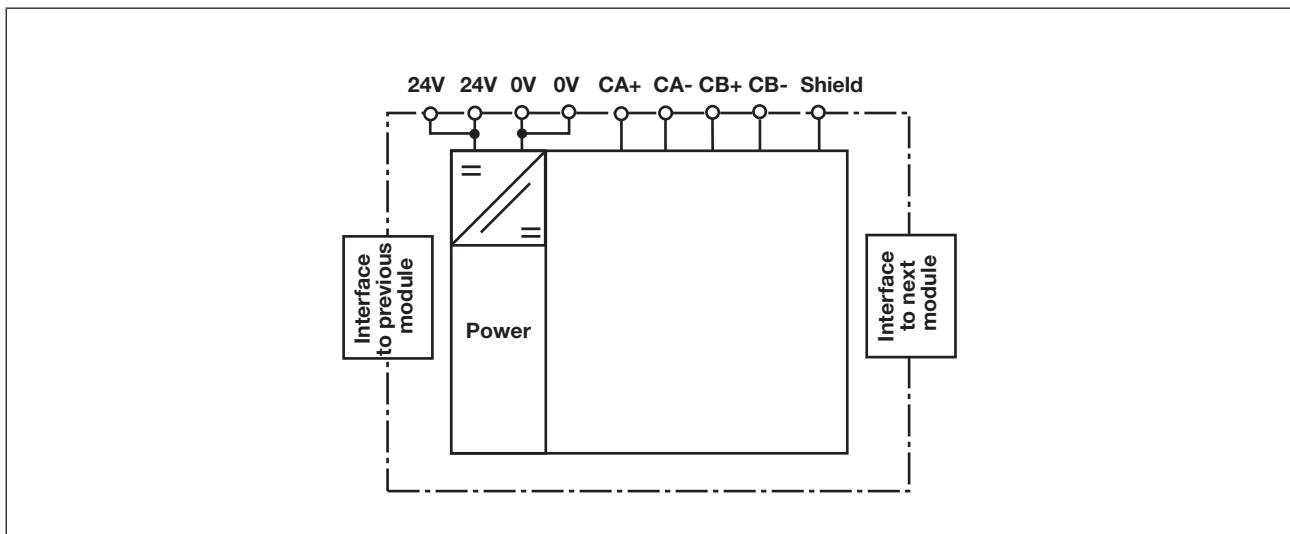 24V 24V 0V 0V CA+ CA- CB+ CB- Shield
Interface
to previous
module
Power
Interface
to next
module